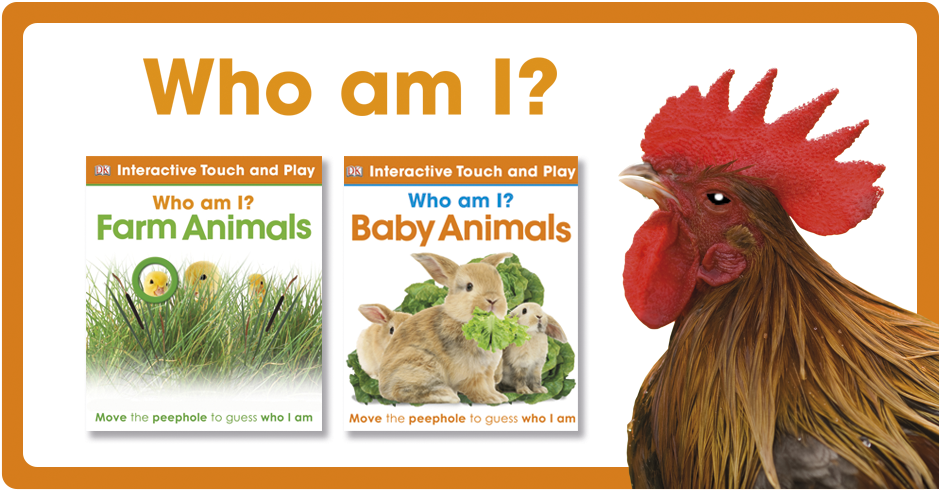 Who am I?
DK Interactive Touch and Play
Who am I?
Farm Animals
Move the peephole to guess who I am
DK Interactive Touch and Play
Who am I?
Baby Animals
Move the peephole to guess who I am